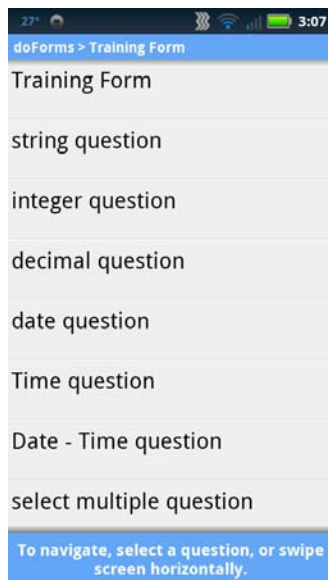 27° 3:07
doForms > Training Form
Training Form
string question
integer question
decimal question
date question
Time question
Date - Time question
select multiple question
To navigate, select a question, or swipe
screen horizontally.